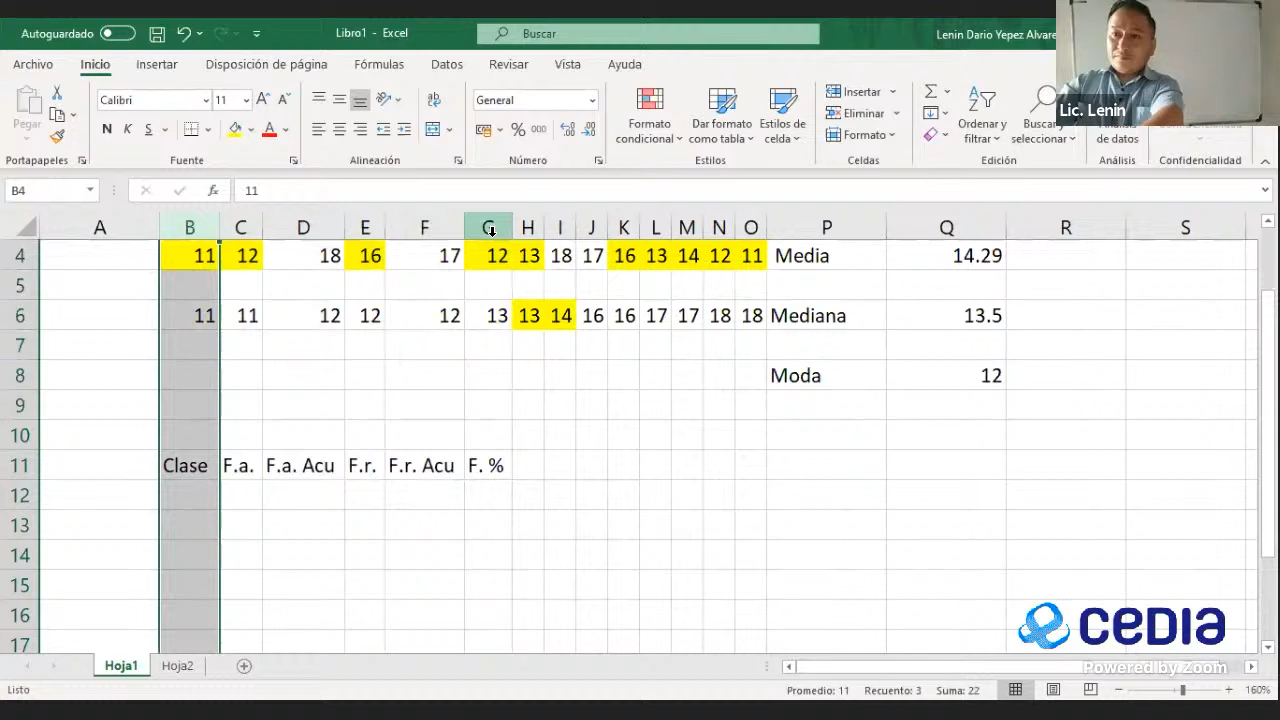 Autoguardado Libro1 - Excel Buscar Lenin Dario Yepez Alvare
Archivo Inicio Insertar Disposición de página Fórmulas Datos Revisar Vista Ayuda
Pegar Calibri 11 General Formato condicional Dar formato como tabla Estilos de celda Insertar Eliminar Formato Ordenar y filtrar Buscar y seleccionar Análisis de datos
Lic. Lenin
Portapapeles Fuente Alineación Número Estilos Celdas Edición Análisis Confidencialidad
B4 11
A B C D E F G H I J K L M N O P Q R S
4 11 12 18 16 17 12 13 18 17 16 13 14 12 11 Media 14.29
5
6 11 11 12 12 12 13 13 14 16 16 17 17 18 18 Mediana 13.5
7
8 Moda 12
9
10
11 Clase F.a. F.a. Acu F.r. F.r. Acu F. %
12
13
14
15
16
17
cedia
Powered by Zoom
Hoja1 Hoja2
Listo Promedio: 11 Recuento: 3 Suma: 22 160%